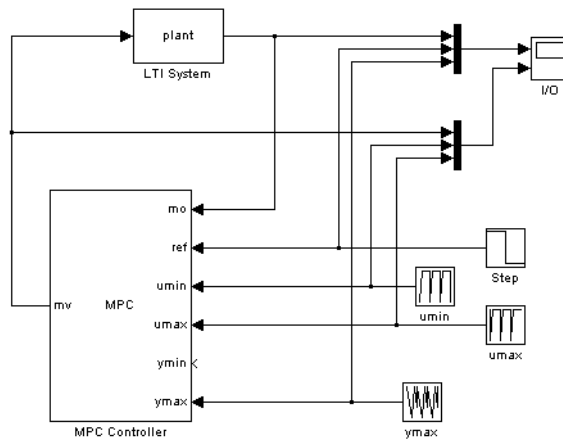 plant
LTI System
I/O
mo
ref
Step
umin
MPC
umin
mv
umax
umax
ymin
ymax
ymax
MPC Controller